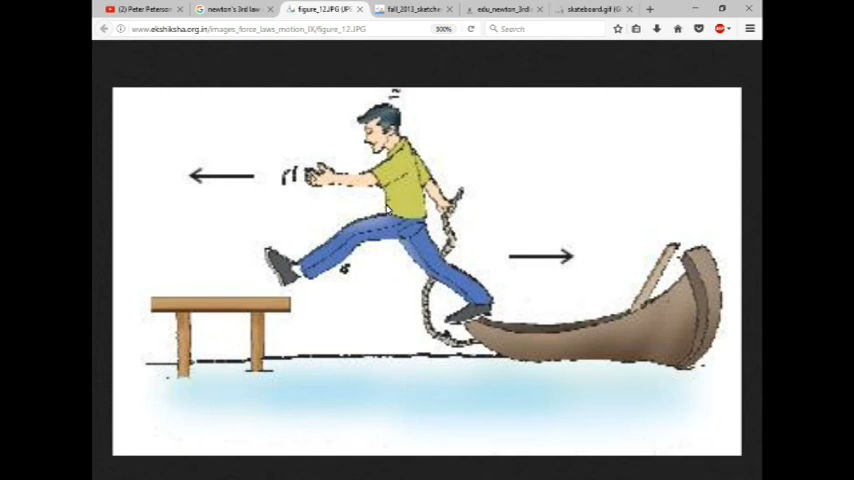 (2) Peter Peterson
newton's 3rd law
figure_12.JPG (JPE
fall_2013_sketche
edu_newton_3rd
skateboard.gif (G
www.ekshiksha.org.in/images_force_laws_motion_IX/figure_12.JPG
300%
Search